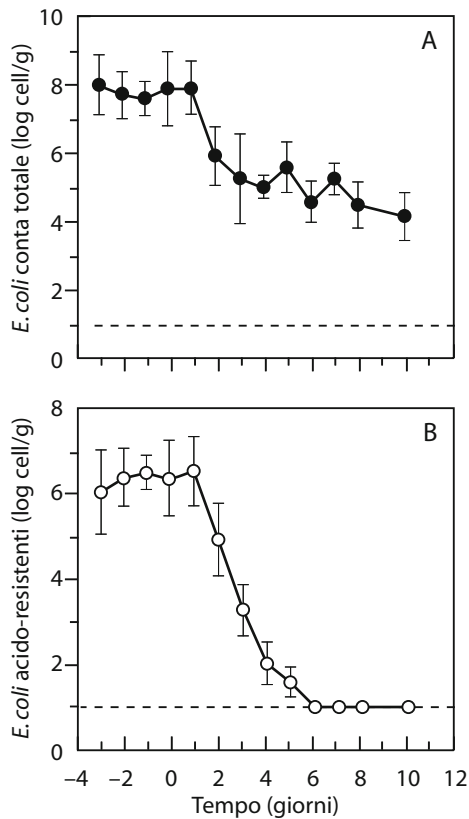 A
10
8
6
4
2
0
E. coli conta totale (log cell/g)
B
8
6
4
2
0
E. coli acido-resistenti (log cell/g)
–4 –2 0 2 4 6 8 10 12
Tempo (giorni)